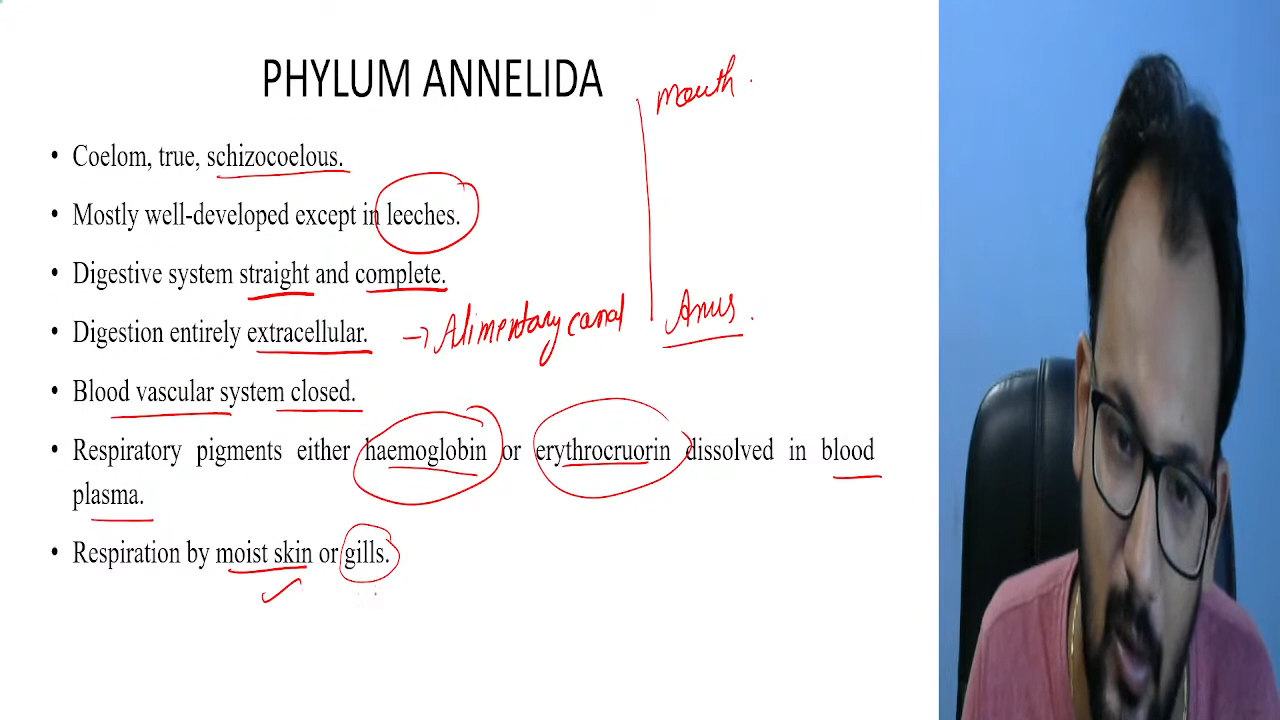 PHYLUM ANNELIDA
mouth.
• Coelom, true, schizocoelous.
• Mostly well-developed except in leeches.
• Digestive system straight and complete.
• Digestion entirely extracellular.
→ Alimentary canal
Anus.
• Blood vascular system closed.
• Respiratory pigments either haemoglobin or erythrocruorin dissolved in blood
plasma.
• Respiration by moist skin or gills.